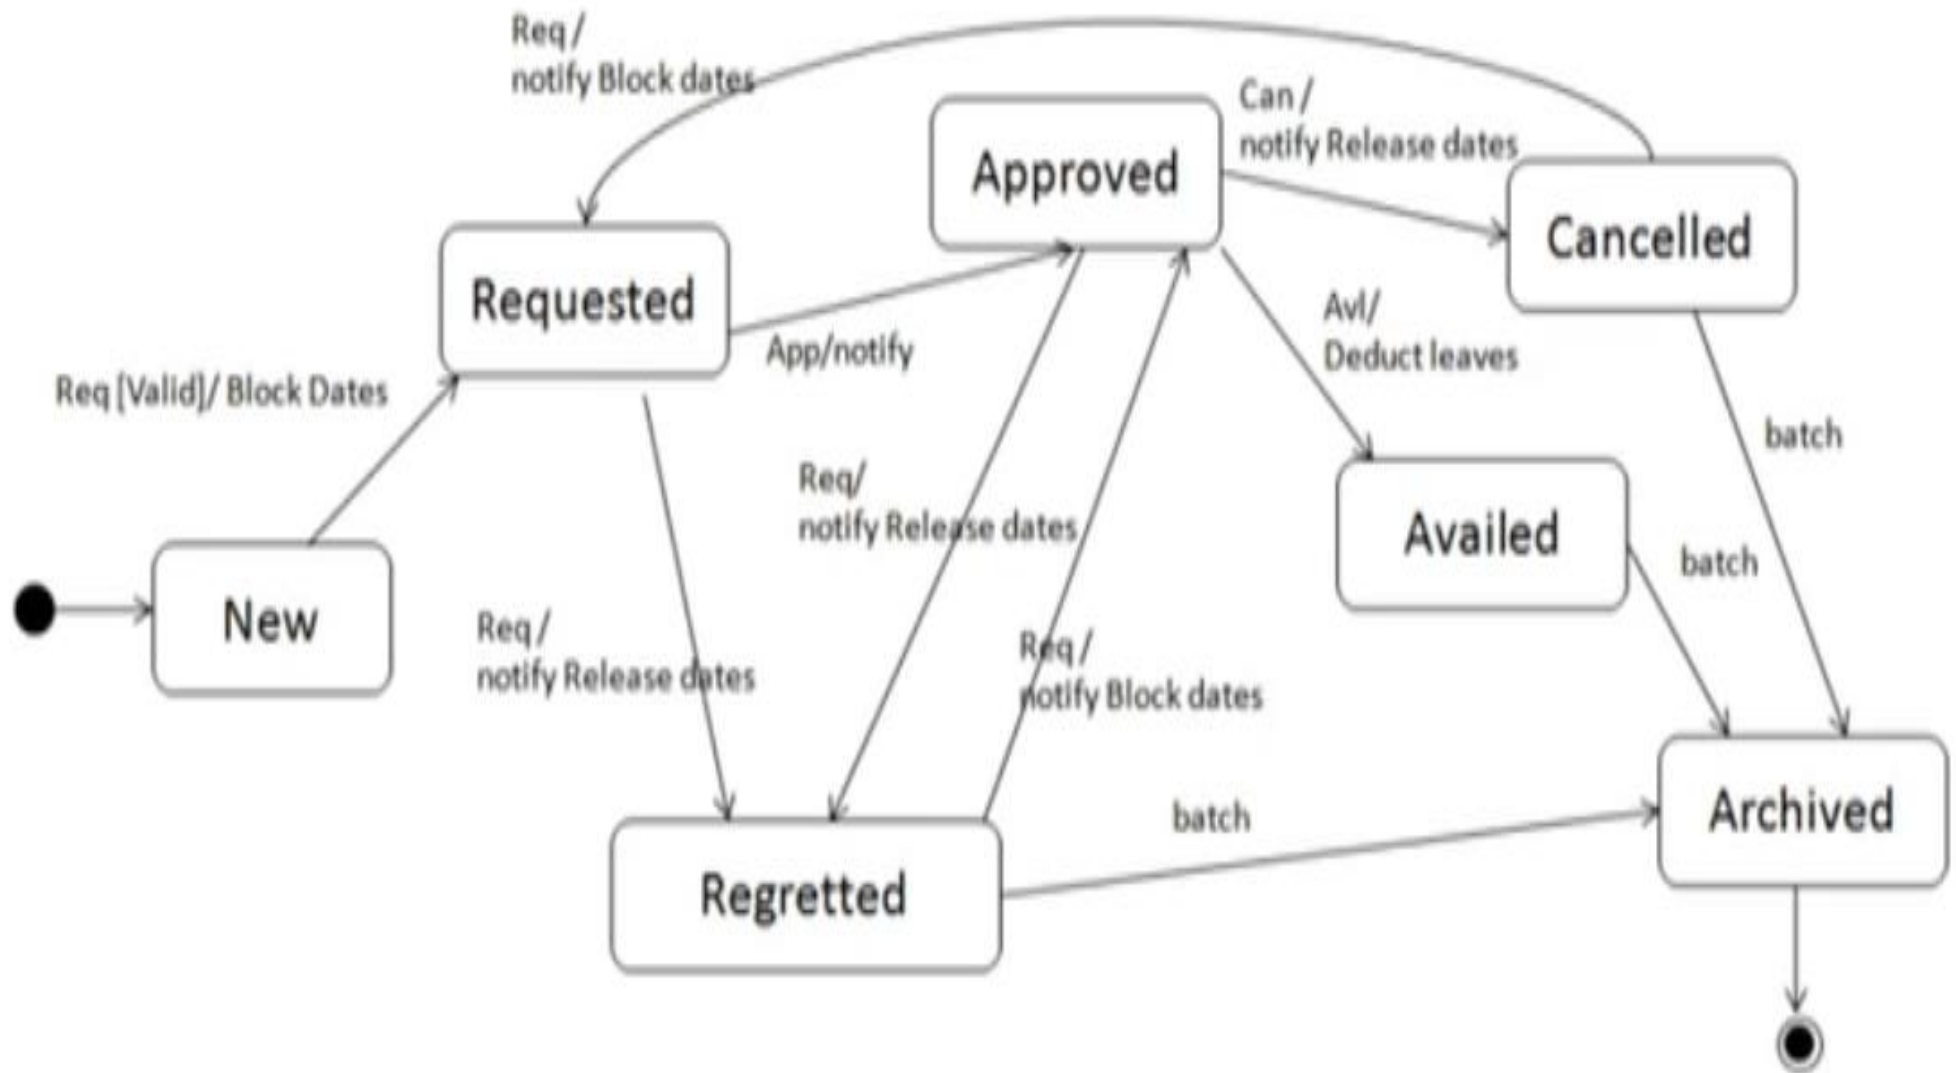 Req /
notify Block dates
Can /
notify Release dates
Approved
Cancelled
Requested
Avl/
Deduct leaves
App/notify
Req [Valid]/ Block Dates
batch
Req/
notify Release dates
Availed
batch
New
Req /
notify Release dates
Req /
notify Block dates
batch
Archived
Regretted